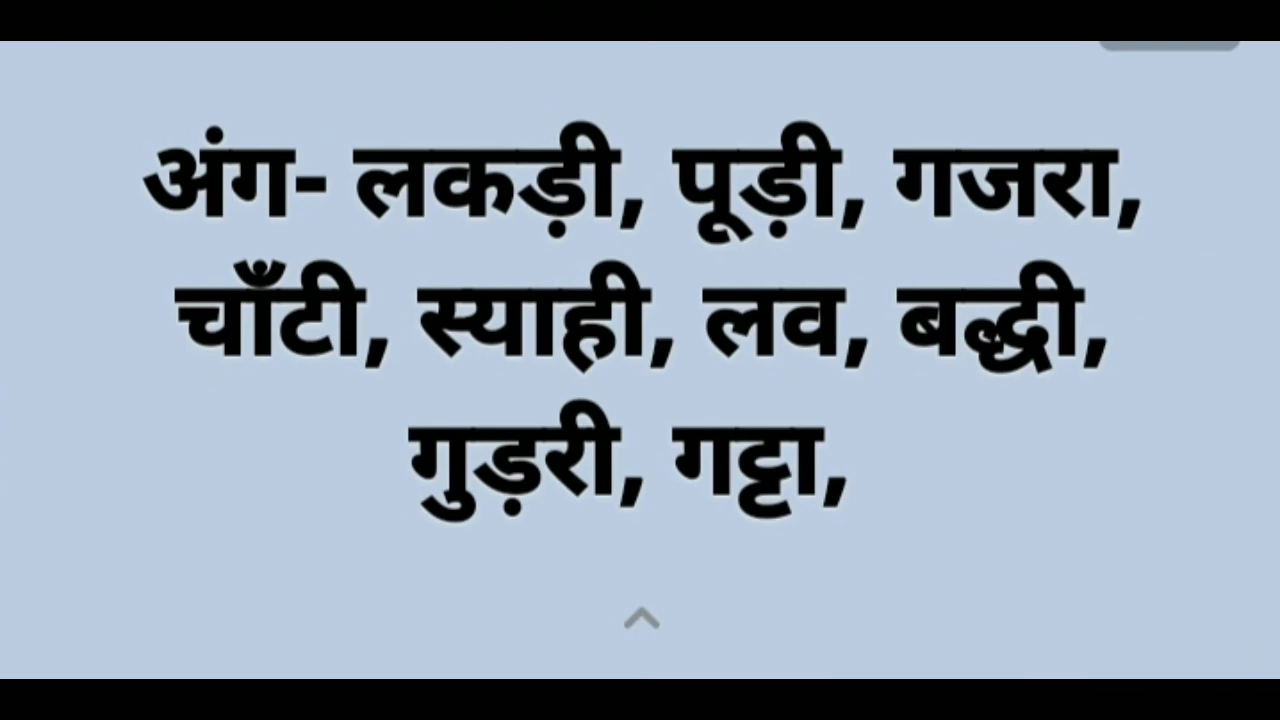 अंग- लकड़ी, पूड़ी, गजरा,
चाँटी, स्याही, लव, बद्धी,
गुड़री, गट्टा,